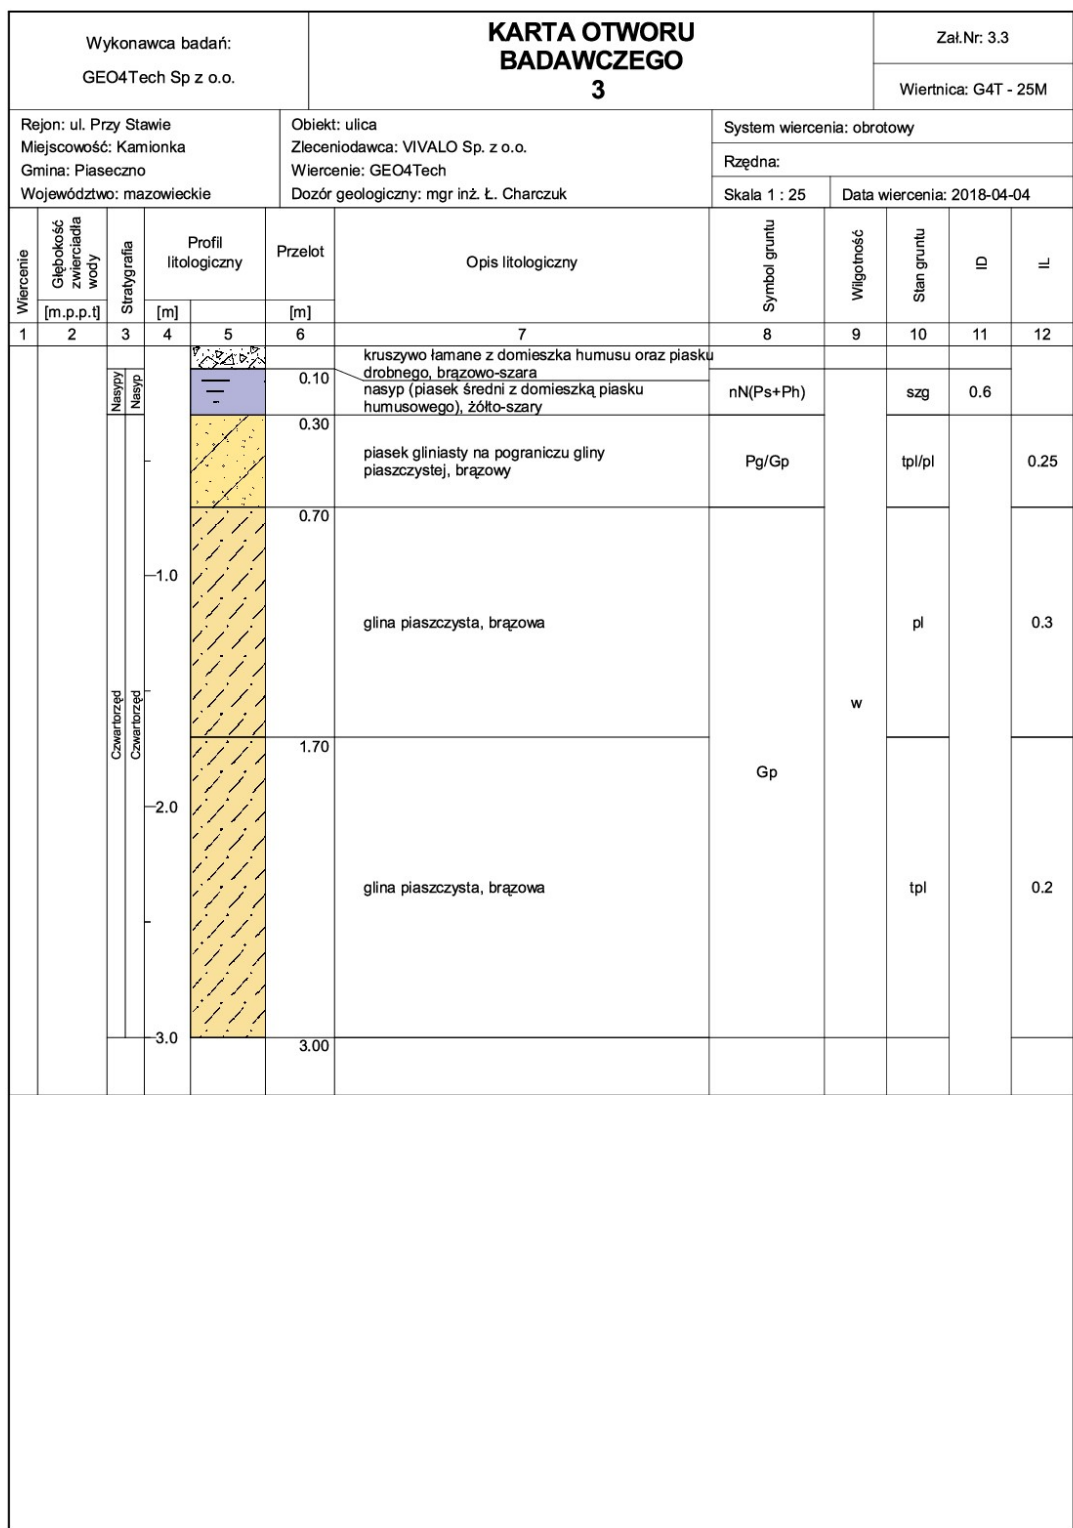 Wykonawca badań:
GEO4Tech Sp z o.o.
KARTA OTWORU
BADAWCZEGO
3
Zał.Nr: 3.3
Wiertnica: G4T - 25M
Rejon: ul. Przy Stawie
Miejscowość: Kamionka
Gmina: Piaseczno
Województwo: mazowieckie
Obiekt: ulica
Zleceniodawca: VIVALO Sp. z o.o.
Wiercenie: GEO4Tech
Dozór geologiczny: mgr inż. Ł. Charczuk
System wiercenia: obrotowy
Rzędna:
Skala 1 : 25
Data wiercenia: 2018-04-04
Wiercenie
Głębokość
zwierciadła
wody
[m.p.p.t]
Stratygrafia
Profil
litologiczny
[m]
Przelot
[m]
Opis litologiczny
Symbol gruntu
Wilgotność
Stan gruntu
ID
IL
1 2 3 4 5 6 7 8 9 10 11 12
kruszywo łamane z domieszka humusu oraz piasku
drobnego, brązowo-szara
Nasypy
Nasyp
0.10
nasyp (piasek średni z domieszką piasku
humusowego), żółto-szary
nN(Ps+Ph)
szg
0.6
0.30
piasek gliniasty na pograniczu gliny
piaszczystej, brązowy
Pg/Gp
tpl/pl
0.25
0.70
1.0
glina piaszczysta, brązowa
pl
0.3
Czwartorzęd
Czwartorzęd
w
1.70
Gp
2.0
glina piaszczysta, brązowa
tpl
0.2
3.0
3.00